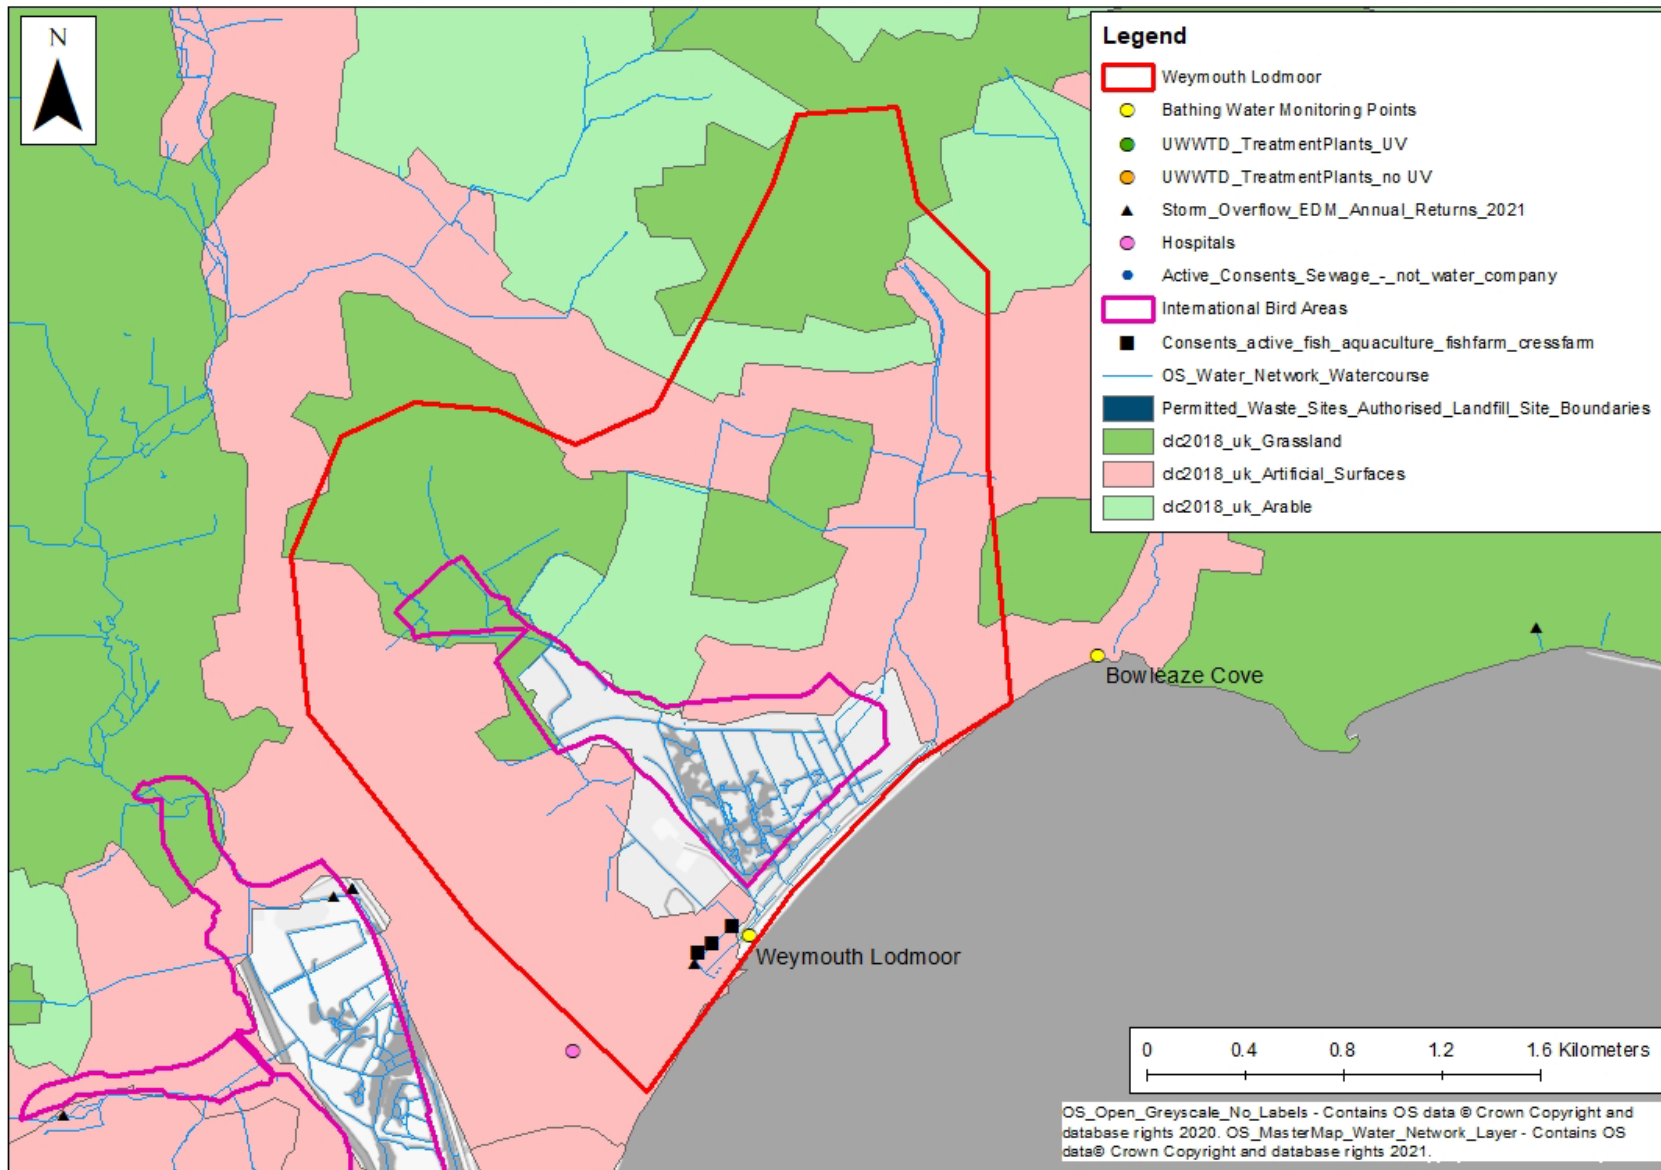 N
Legend
Weymouth Lodmoor
Bathing Water Monitoring Points
UWWTD_TreatmentPlants_UV
UWWTD_TreatmentPlants_no UV
Storm_Overflow_EDM_Annual_Returns_2021
Hospitals
Active_Consents_Sewage_-_not_water_company
International Bird Areas
Consents_active_fish_aquaculture_fishfarm_cressfarm
OS_Water_Network_Watercourse
Permitted_Waste_Sites_Authorised_Landfill_Site_Boundaries
clc2018_uk_Grassland
clc2018_uk_Artificial_Surfaces
clc2018_uk_Arable
Bowleaze Cove
Weymouth Lodmoor
0 0.4 0.8 1.2 1.6 Kilometers
OS_Open_Greyscale_No_Labels - Contains OS data © Crown Copyright and
database rights 2020. OS_MasterMap_Water_Network_Layer - Contains OS
data© Crown Copyright and database rights 2021.